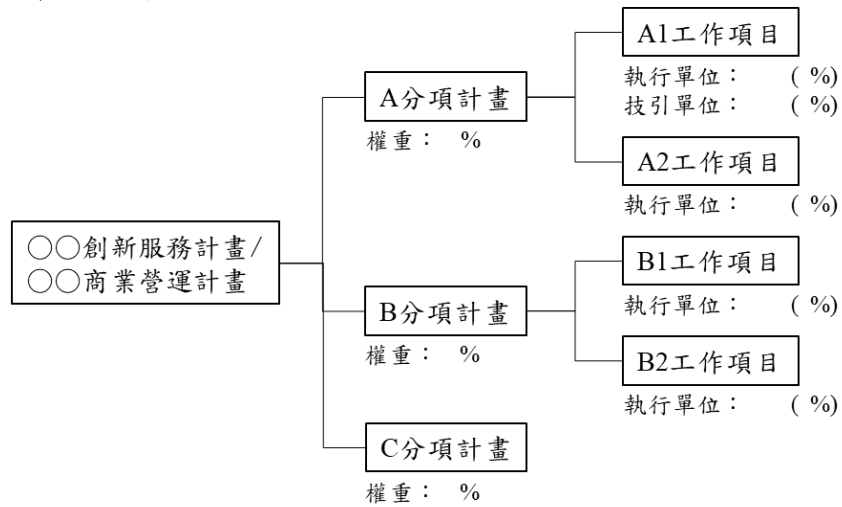 A1工作項目
執行單位： ( %)
技引單位： ( %)
A分項計畫
權重： %
A2工作項目
執行單位： ( %)
○○創新服務計畫/
○○商業營運計畫
B1工作項目
執行單位： ( %)
B分項計畫
權重： %
B2工作項目
執行單位： ( %)
C分項計畫
權重： %